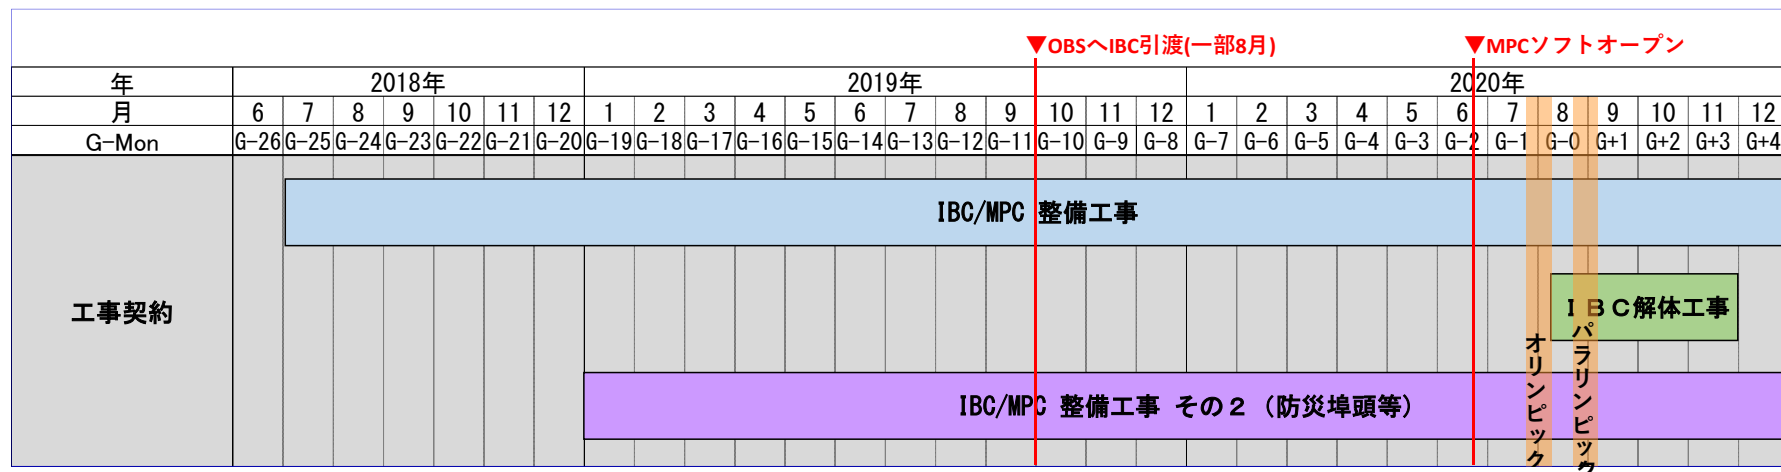 ▼OBSへIBC引渡(一部8月) ▼MPCソフトオープン
年 2018年 2019年 2020年
月 6 7 8 9 10 11 12 1 2 3 4 5 6 7 8 9 10 11 12 1 2 3 4 5 6 7 8 9 10 11 12
G-Mon G-26 G-25 G-24 G-23 G-22 G-21 G-20 G-19 G-18 G-17 G-16 G-15 G-14 G-13 G-12 G-11 G-10 G-9 G-8 G-7 G-6 G-5 G-4 G-3 G-2 G-1 G-0 G+1 G+2 G+3 G+4
工事契約
IBC/MPC 整備工事
ＩＢＣ解体工事
IBC/MPC 整備工事 その２（防災埠頭等）
オリンピック
パラリンピック